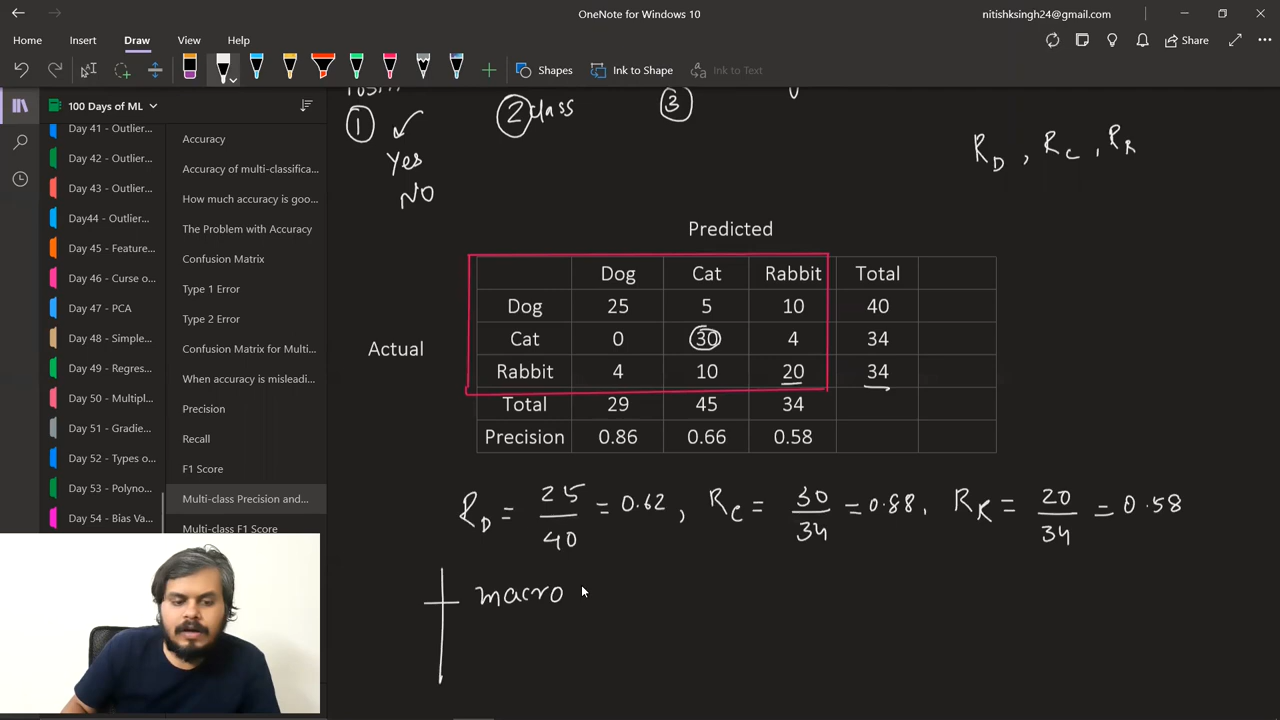 OneNote for Windows 10
nitishksingh24@gmail.com
Home Insert Draw View Help
Share
Shapes Ink to Shape Ink to Text
100 Days of ML
Day 41 - Outlier...
Day 42 - Outlier...
Day 43 - Outlier...
Day44 - Outlier...
Day 45 - Feature...
Day 46 - Curse o...
Day 47 - PCA
Day 48 - Simple...
Day 49 - Regres...
Day 50 - Multipl...
Day 51 - Gradie...
Day 52 - Types o...
Day 53 - Polyno...
Day 54 - Bias Va...
Accuracy
Accuracy of multi-classifica...
How much accuracy is goo...
The Problem with Accuracy
Confusion Matrix
Type 1 Error
Type 2 Error
Confusion Matrix for Multi...
When accuracy is misleadi...
Precision
Recall
F1 Score
Multi-class Precision and...
Multi-class F1 Score
① ② class ③
Yes
NO
R_D , R_C , R_R
Predicted
Actual
Dog Cat Rabbit Total
Dog 25 5 10 40
Cat 0 30 4 34
Rabbit 4 10 20 34
Total 29 45 34
Precision 0.86 0.66 0.58
R_D = 25/40 = 0.62 , R_C = 30/34 = 0.88 , R_R = 20/34 = 0.58
macro